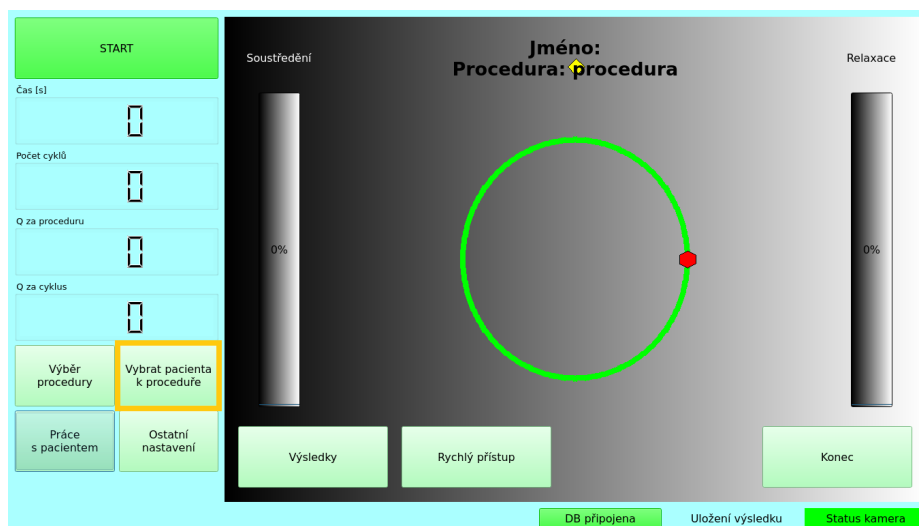 START
Čas [s]
0
Počet cyklů
0
Q za proceduru
0
Q za cyklus
0
Výběr
procedury
Vybrat pacienta
k proceduře
Práce
s pacientem
Ostatní
nastavení
Soustředění
Jméno:
Procedura: procedura
Relaxace
0%
0%
Výsledky
Rychlý přístup
Konec
DB připojena
Uložení výsledku
Status kamera